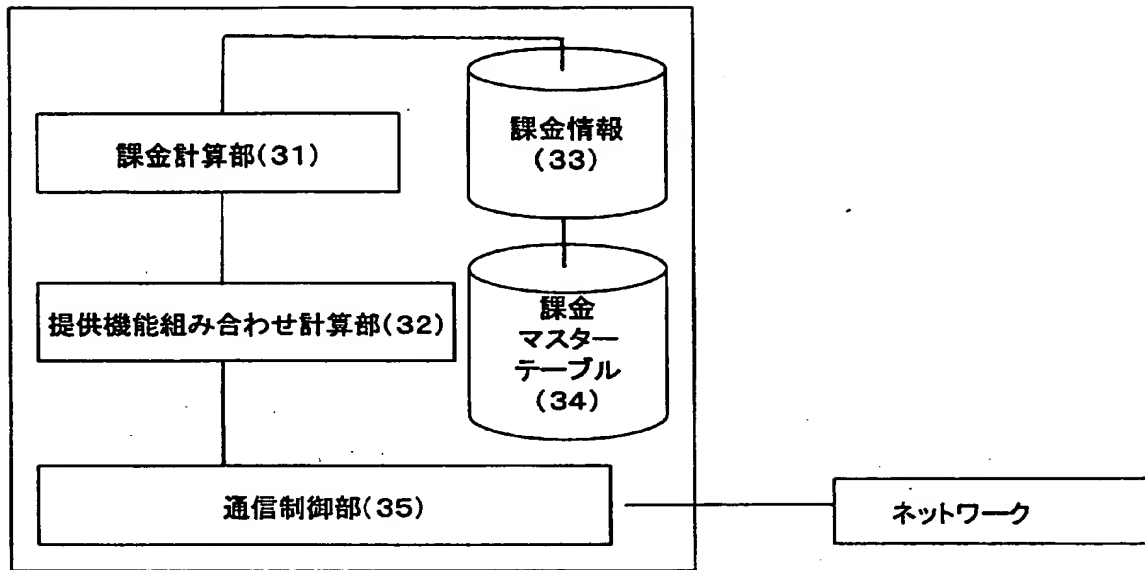 課金計算部(31)
課金情報
(33)
提供機能組み合わせ計算部(32)
課金
マスター
テーブル
(34)
通信制御部(35)
ネットワーク